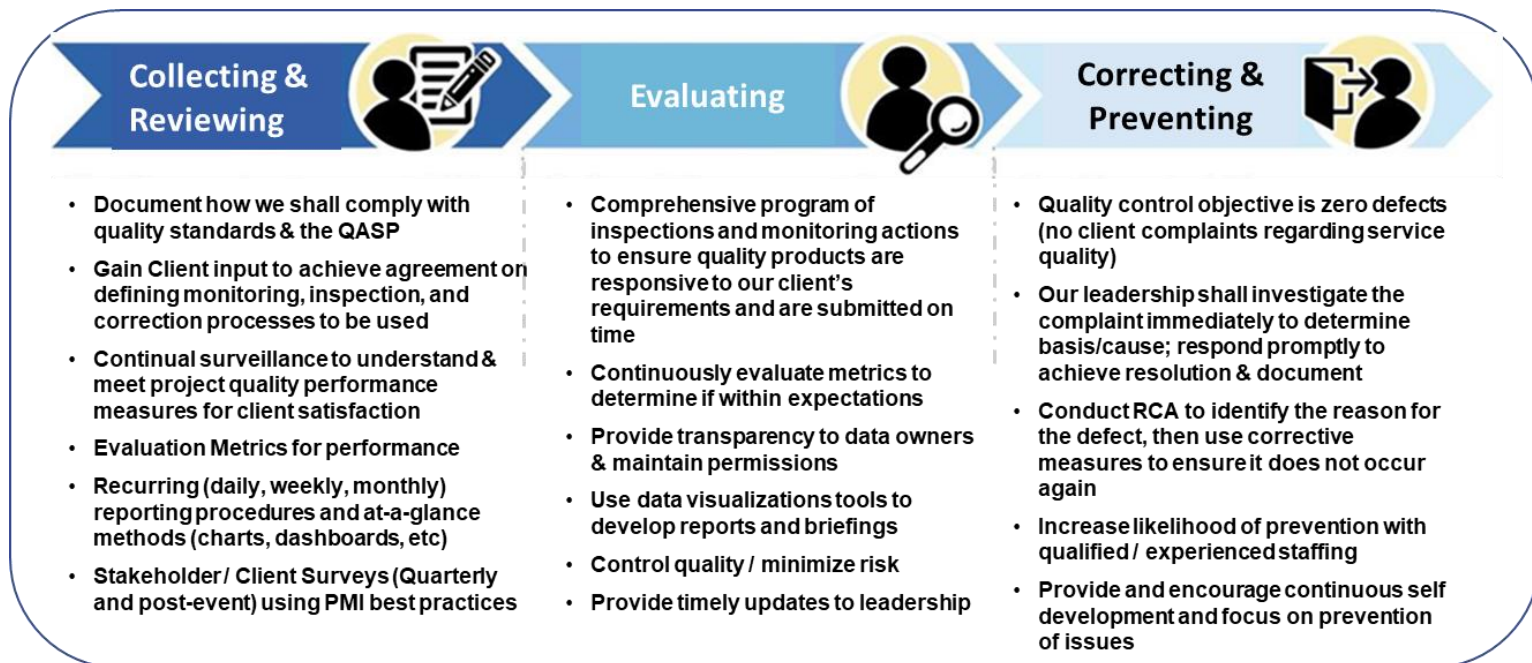 Collecting &
Reviewing
• Document how we shall comply with
quality standards & the QASP
• Gain Client input to achieve agreement on
defining monitoring, inspection, and
correction processes to be used
• Continual surveillance to understand &
meet project quality performance
measures for client satisfaction
• Evaluation Metrics for performance
• Recurring (daily, weekly, monthly)
reporting procedures and at-a-glance
methods (charts, dashboards, etc)
• Stakeholder / Client Surveys (Quarterly
and post-event) using PMI best practices
Evaluating
• Comprehensive program of
inspections and monitoring actions
to ensure quality products are
responsive to our client's
requirements and are submitted on
time
• Continuously evaluate metrics to
determine if within expectations
• Provide transparency to data owners
& maintain permissions
• Use data visualizations tools to
develop reports and briefings
• Control quality / minimize risk
• Provide timely updates to leadership
Correcting &
Preventing
• Quality control objective is zero defects
(no client complaints regarding service
quality)
• Our leadership shall investigate the
complaint immediately to determine
basis/cause; respond promptly to
achieve resolution & document
• Conduct RCA to identify the reason for
the defect, then use corrective
measures to ensure it does not occur
again
• Increase likelihood of prevention with
qualified / experienced staffing
• Provide and encourage continuous self
development and focus on prevention
of issues